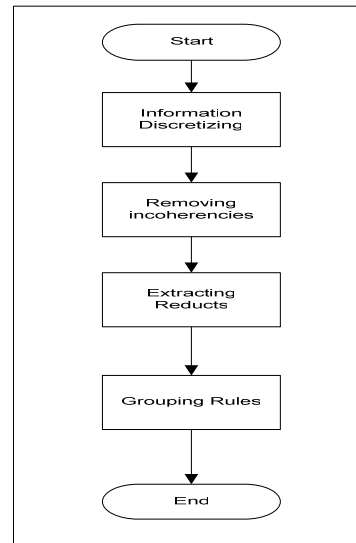 Start
Information
Discretizing
Removing
incoherencies
Extracting
Reducts
Grouping Rules
End